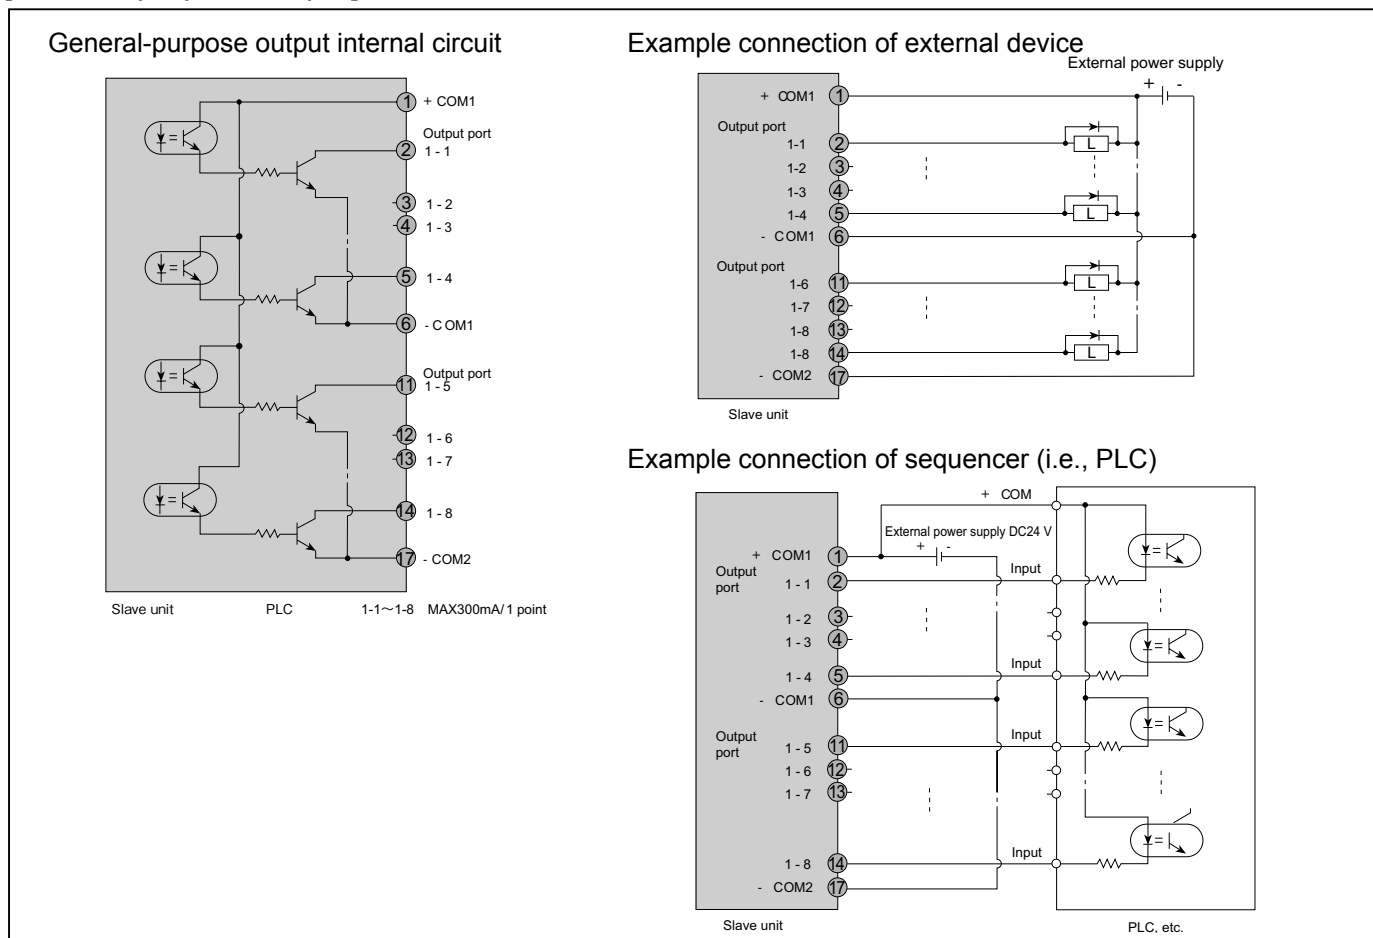 General-purpose output internal circuit
1 + COM1
Output port
2 1 - 1
3 1 - 2
4 1 - 3
5 1 - 4
6 - COM1
Output port
11 1 - 5
12 1 - 6
13 1 - 7
14 1 - 8
17 - COM2
Slave unit PLC 1-1～1-8 MAX300mA/1 point
Example connection of external device
External power supply
+ -
+ COM1 1
Output port
1-1 2 L
1-2 3
1-3 4
1-4 5 L
- COM1 6
Output port
1-6 11 L
1-7 12
1-8 13
1-8 14 L
- COM2 17
Slave unit
Example connection of sequencer (i.e., PLC)
+ COM
External power supply DC24 V
+ -
+ COM1 1
Output
port
1 - 1 2 Input
1 - 2 3
1 - 3 4
1 - 4 5 Input
- COM1 6
Output
port
1 - 5 11 Input
1 - 6 12
1 - 7 13
1 - 8 14 Input
- COM2 17
Slave unit
PLC, etc.